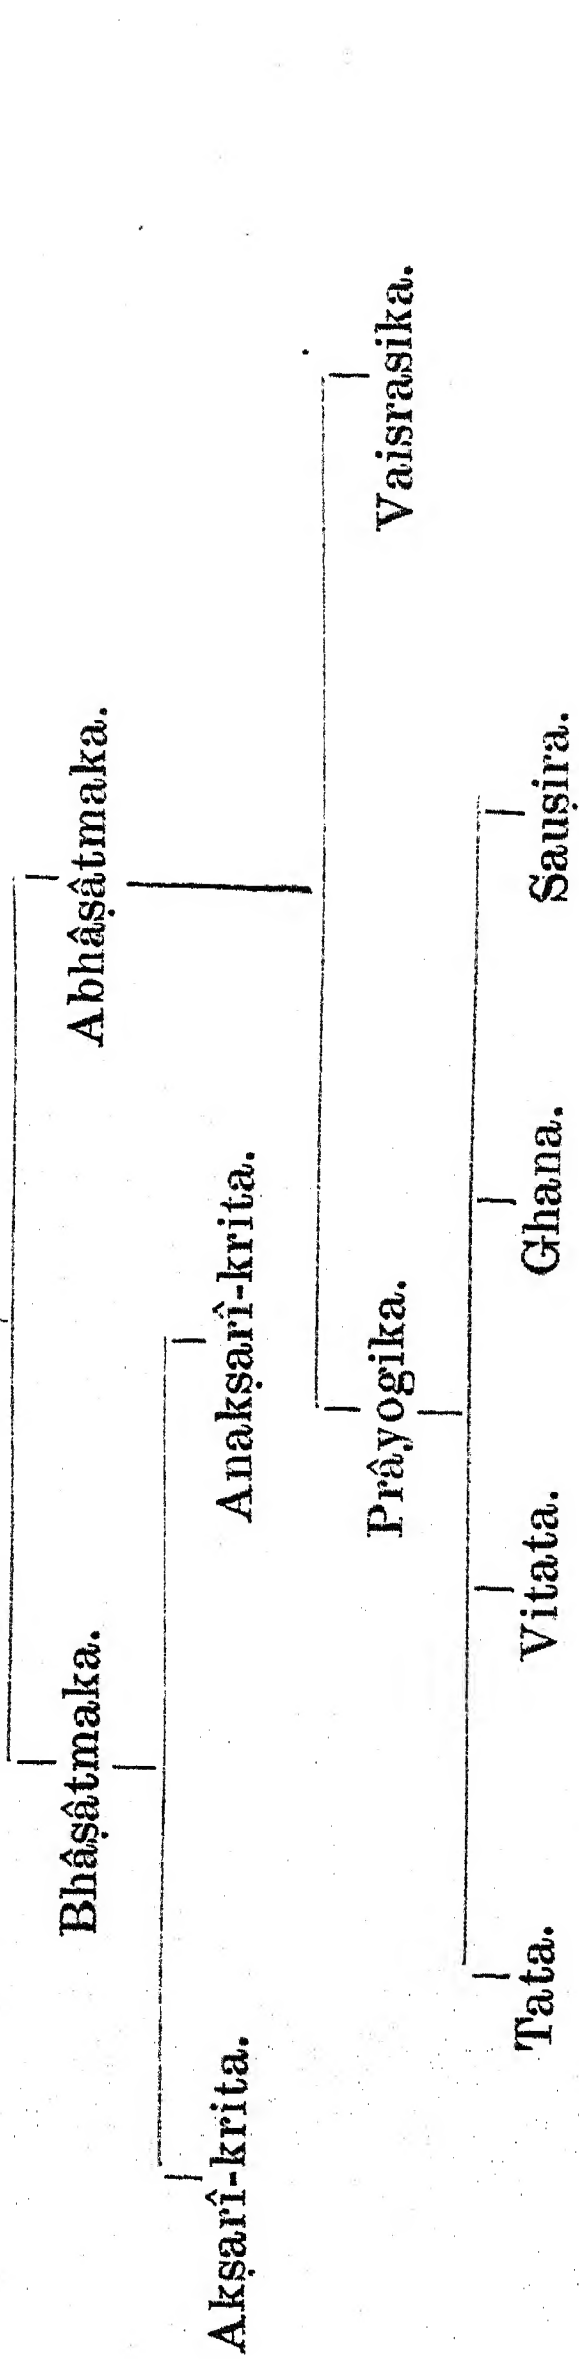 Bhâṣâtmaka. Abhâṣâtmaka.
Akṣarî-krita. Anakṣarî-krita.
Prâyogika. Vaisrasika.
Tata. Vitata. Ghana. Sauṣira.